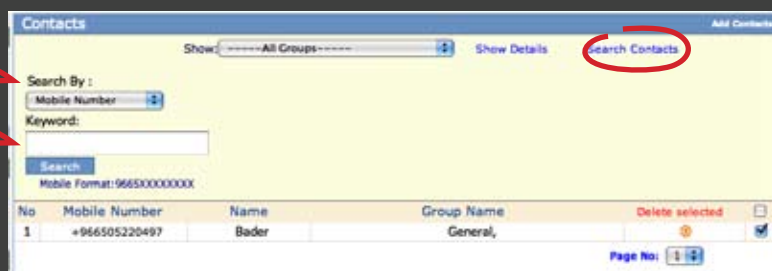 Contacts Add Contacts
Show: -----All Groups----- Show Details Search Contacts
Search By :
Mobile Number
Keyword:
Search
Mobile Format:9665XXXXXXXX
No Mobile Number Name Group Name Delete selected
1 +966505220497 Bader General,
Page No: 1